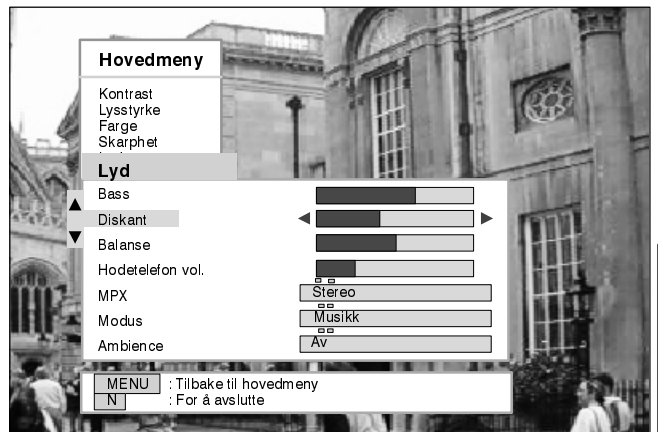 Hovedmeny
Kontrast
Lysstyrke
Farge
Skarphet
Lyd
Bass
Diskant
Balanse
Hodetelefon vol.
MPX Stereo
Modus Musikk
Ambience Av
MENU : Tilbake til hovedmeny
N : For å avslutte